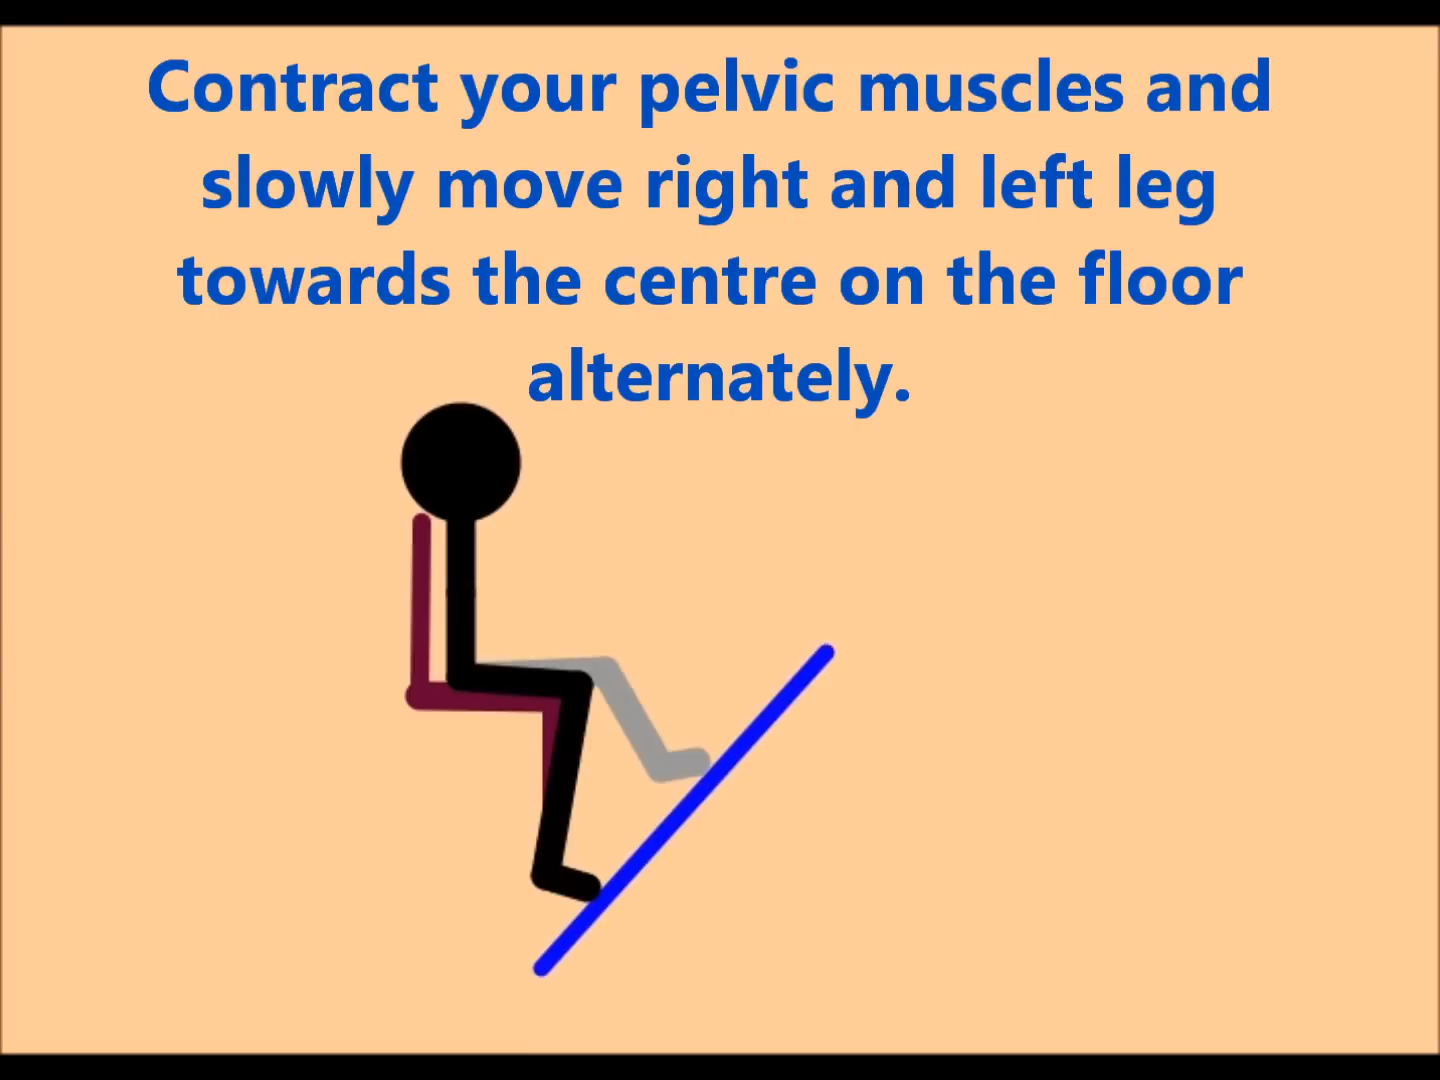 Contract your pelvic muscles and
slowly move right and left leg
towards the centre on the floor
alternately.